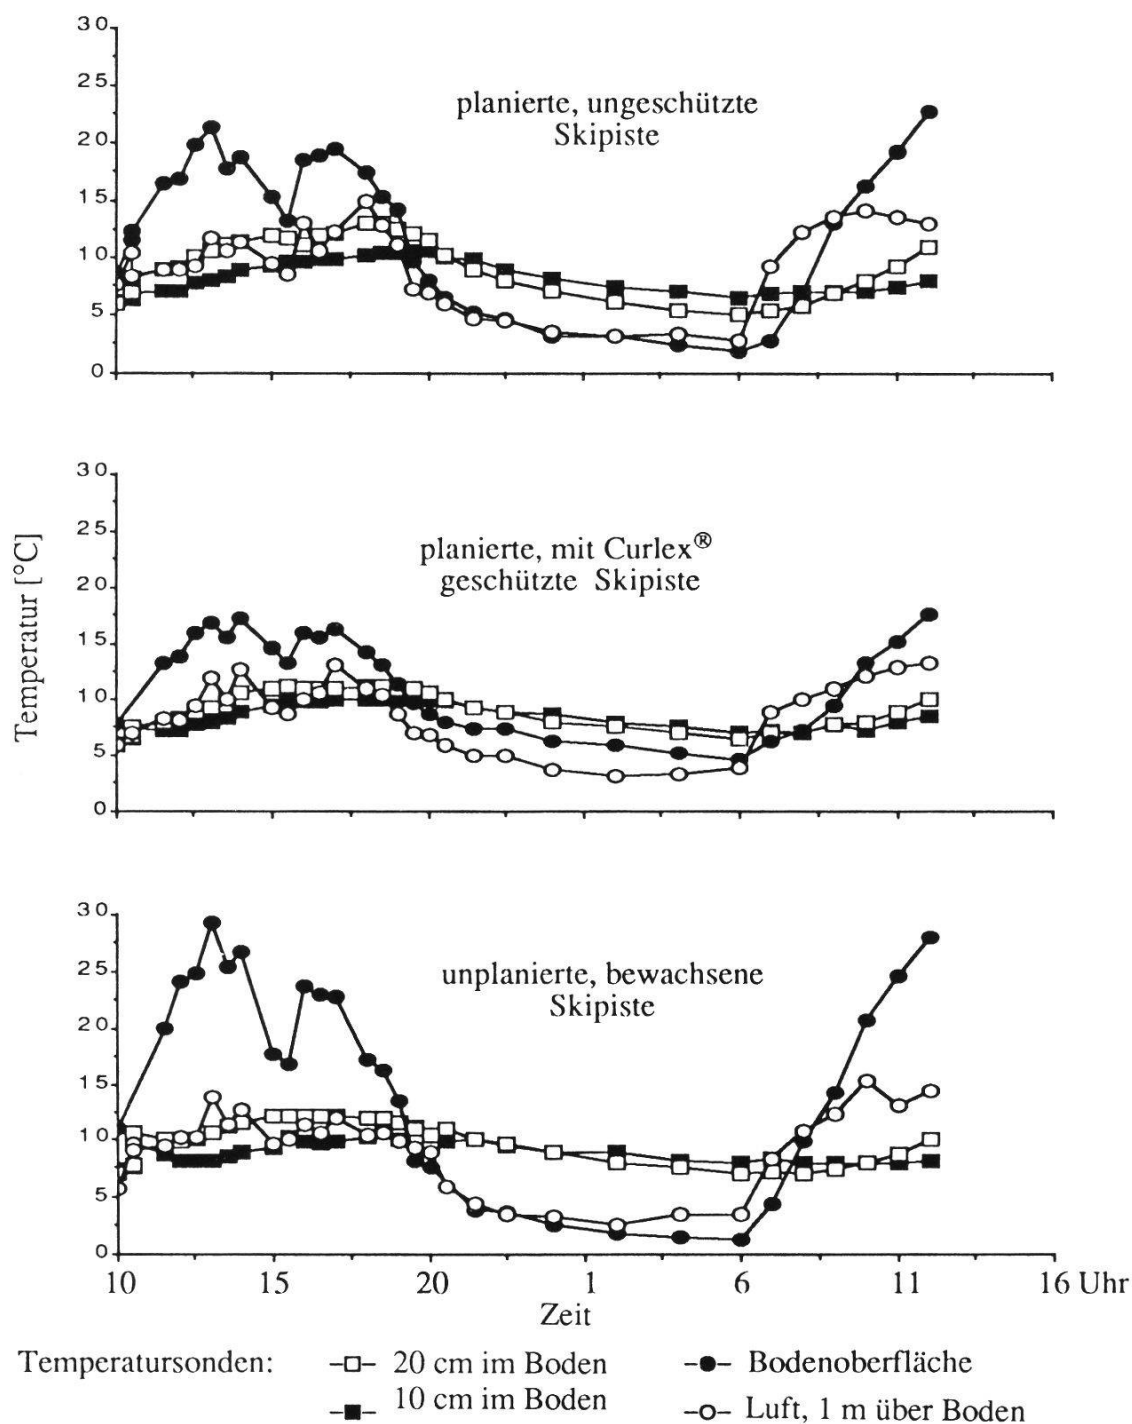 30
25
20
15
10
5
0
planierte, ungeschützte
Skipiste
30
25
20
15
10
5
0
planierte, mit Curlex®
geschützte Skipiste
Temperatur [°C]
30
25
20
15
10
5
0
unplanierte, bewachsene
Skipiste
10 15 20 1 6 11 16 Uhr
Zeit
Temperatursonden:
20 cm im Boden
10 cm im Boden
Bodenoberfläche
Luft, 1 m über Boden